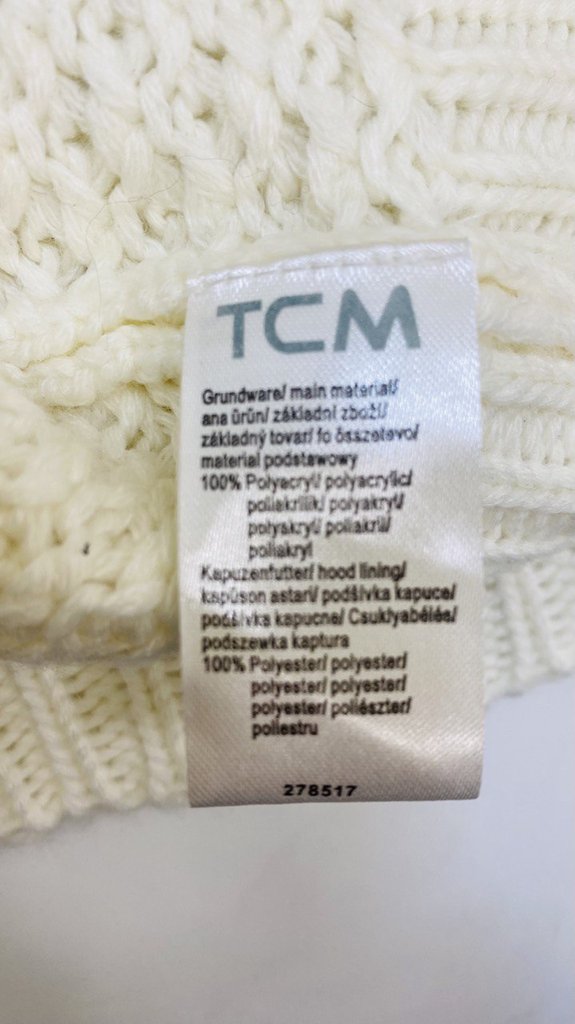 TCM
Grundware/ main material/
ana ürün/ základní zboží/
základný tovar/ fő összetevő/
material podstawowy
100% Polyacryl/ polyacrylic/
poliakrilik/ polyakryl/
polyakryl/ poliakril/
poliakryl
Kapuzenfutter/ hood lining/
kapüşon astarı/ podšívka kapuce/
podšívka kapucne/ Csuklyabélés/
podszewka kaptura
100% Polyester/ polyester/
polyester/ polyester/
polyester/ poliészter/
poliestru
278517